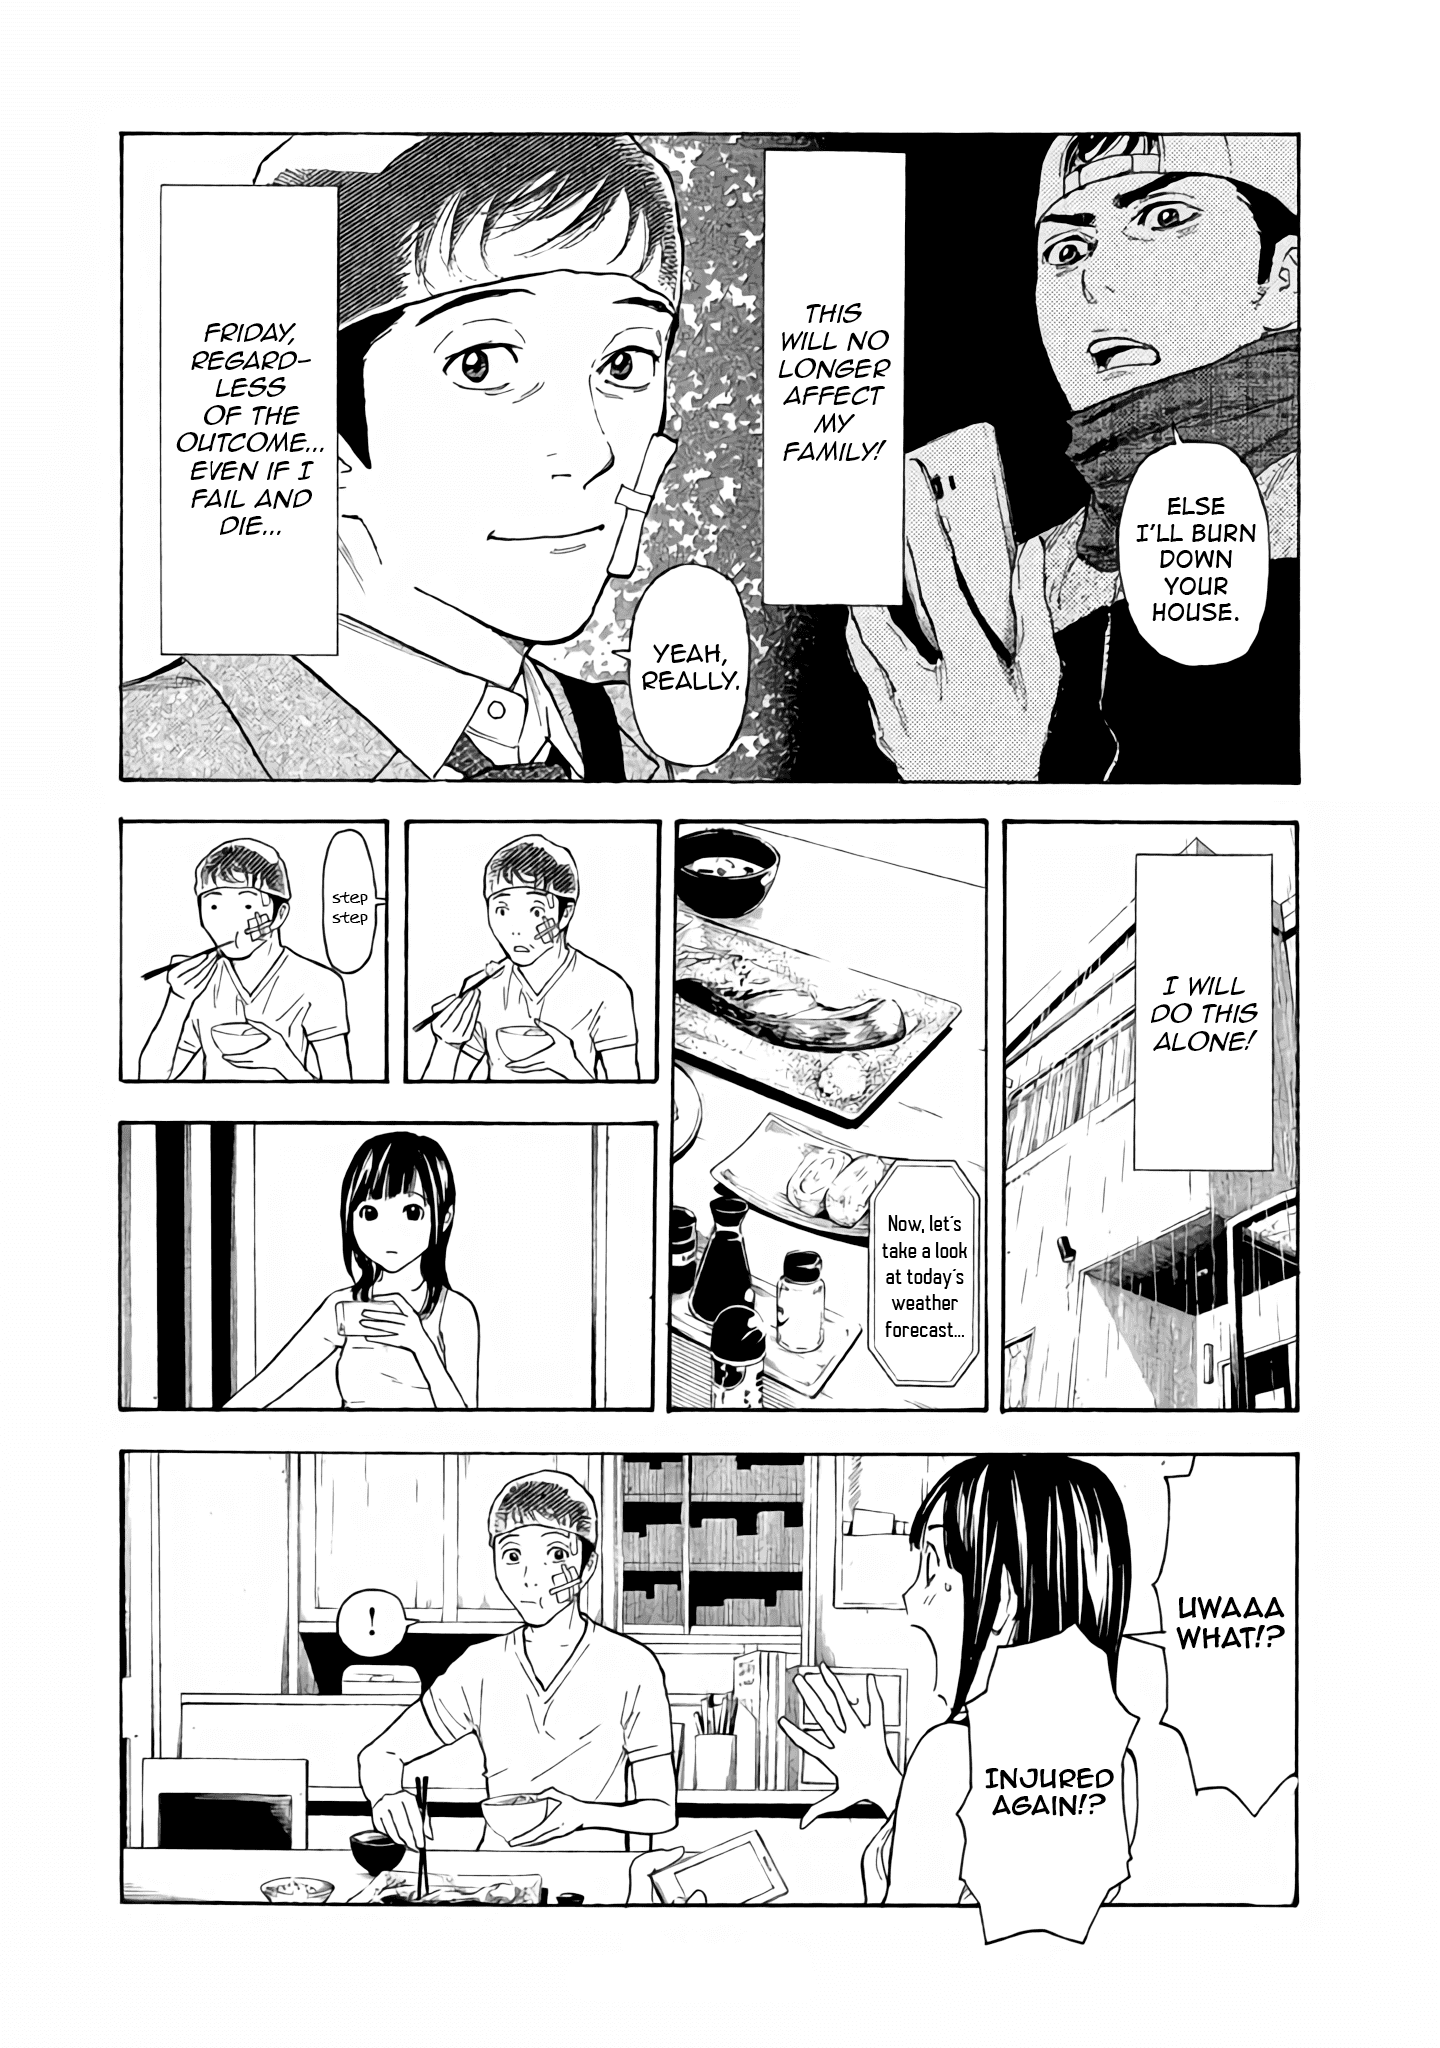 ELSE
I'LL BURN
DOWN
YOUR
HOUSE.
THIS
WILL NO
LONGER
AFFECT
MY
FAMILY!
YEAH,
REALLY.
FRIDAY,
REGARD-
LESS
OF THE
OUTCOME...
EVEN IF I
FAIL AND
DIE...
I WILL
DO THIS
ALONE!
Now, let's
take a look
at today's
weather
forecast...
step
step
UWAAA
WHAT!?
INJURED
AGAIN!?
!